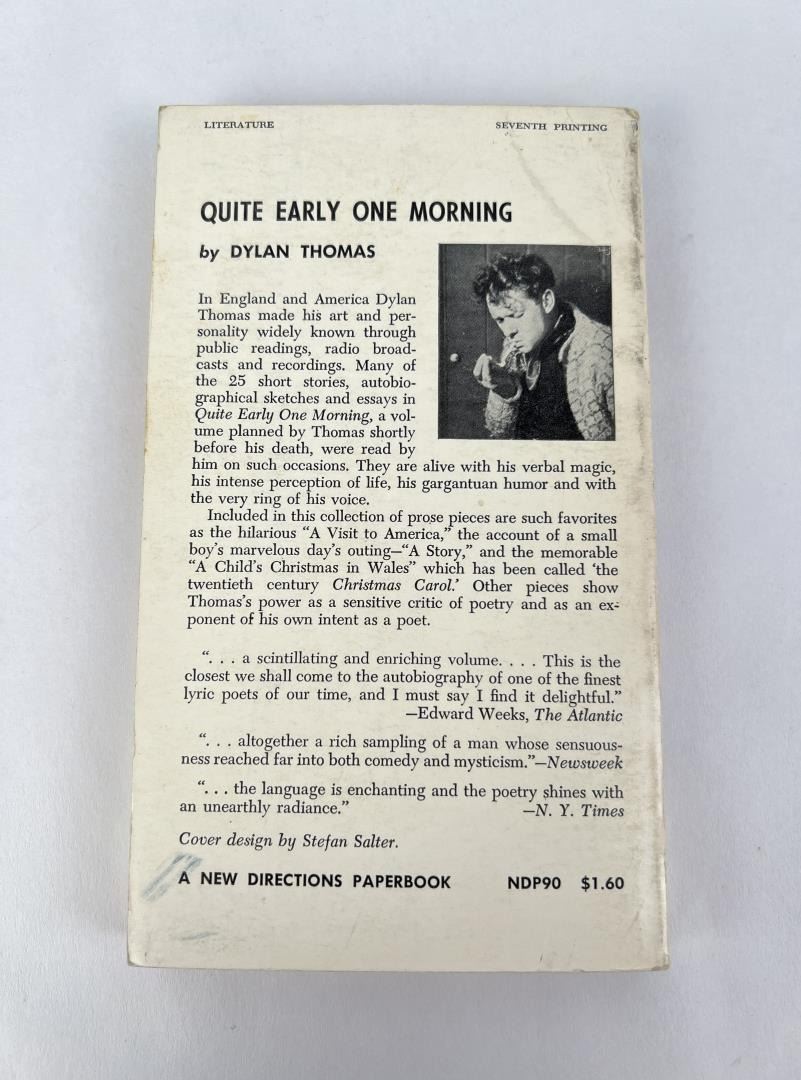 LITERATURE SEVENTH PRINTING
QUITE EARLY ONE MORNING
by DYLAN THOMAS
In England and America Dylan
Thomas made his art and per-
sonality widely known through
public readings, radio broad-
casts and recordings. Many of
the 25 short stories, autobio-
graphical sketches and essays in
Quite Early One Morning, a vol-
ume planned by Thomas shortly
before his death, were read by
him on such occasions. They are alive with his verbal magic,
his intense perception of life, his gargantuan humor and with
the very ring of his voice.
Included in this collection of prose pieces are such favorites
as the hilarious “A Visit to America,” the account of a small
boy's marvelous day's outing—“A Story,” and the memorable
“A Child's Christmas in Wales” which has been called ‘the
twentieth century Christmas Carol.’ Other pieces show
Thomas's power as a sensitive critic of poetry and as an ex-
ponent of his own intent as a poet.
“. . . a scintillating and enriching volume. . . . This is the
closest we shall come to the autobiography of one of the finest
lyric poets of our time, and I must say I find it delightful.”
—Edward Weeks, The Atlantic
“. . . altogether a rich sampling of a man whose sensuous-
ness reached far into both comedy and mysticism.”—Newsweek
“. . . the language is enchanting and the poetry shines with
an unearthly radiance.” —N. Y. Times
Cover design by Stefan Salter.
A NEW DIRECTIONS PAPERBOOK NDP90 $1.60